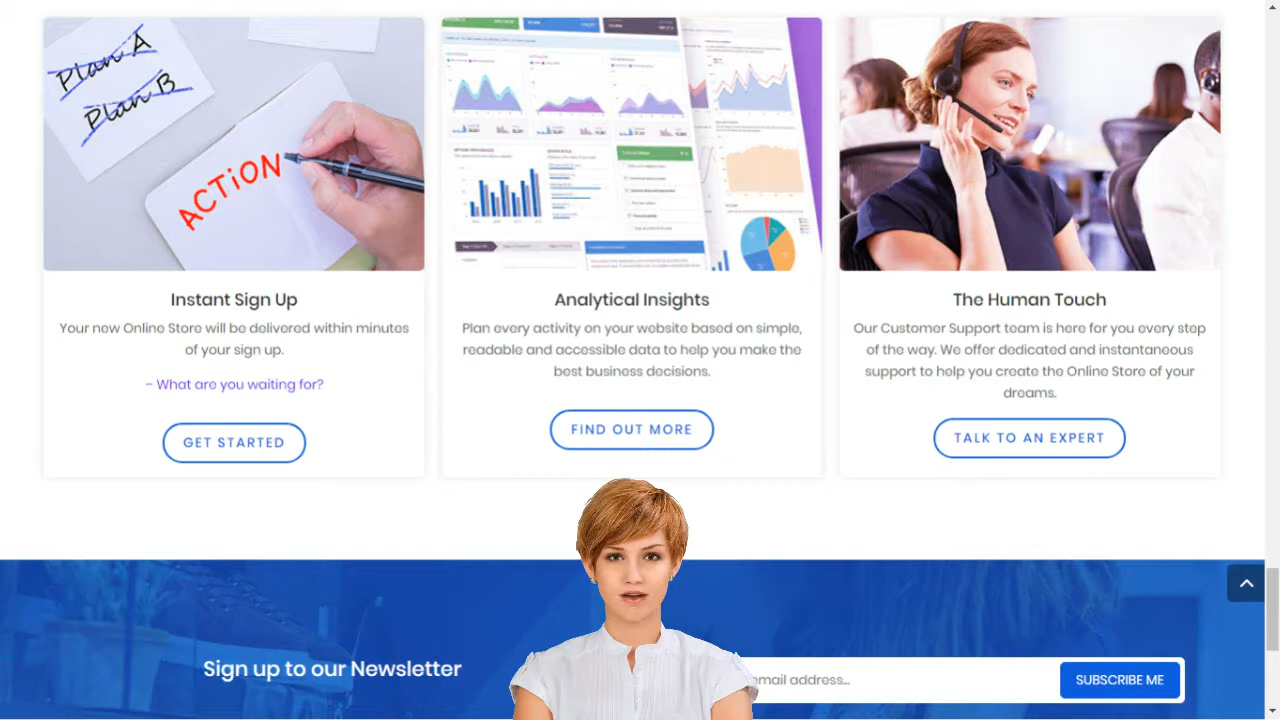 Plan A
Plan B
ACTION
Instant Sign Up
Your new Online Store will be delivered within minutes
of your sign up.
– What are you waiting for?
GET STARTED
Analytical Insights
Plan every activity on your website based on simple,
readable and accessible data to help you make the
best business decisions.
FIND OUT MORE
The Human Touch
Our Customer Support team is here for you every step
of the way. We offer dedicated and instantaneous
support to help you create the Online Store of your
dreams.
TALK TO AN EXPERT
Sign up to our Newsletter
address...
SUBSCRIBE ME